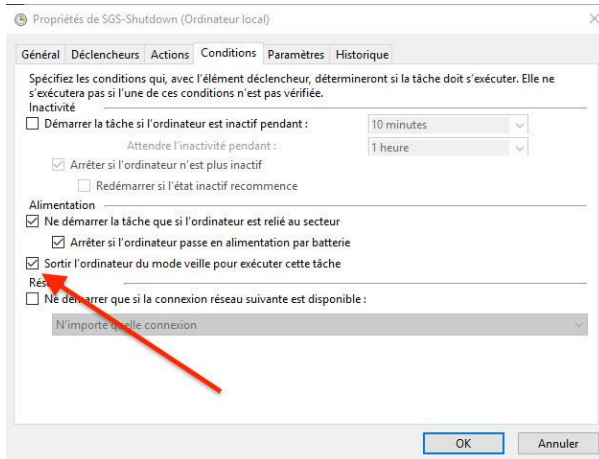 Propriétés de SGS-Shutdown (Ordinateur local)
Général Déclencheurs Actions Conditions Paramètres Historique
Spécifiez les conditions qui, avec l'élément déclencheur, détermineront si la tâche doit s'exécuter. Elle ne
s'exécutera pas si l'une de ces conditions n'est pas vérifiée.
Inactivité
Démarrer la tâche si l'ordinateur est inactif pendant : 10 minutes
Attendre l'inactivité pendant : 1 heure
Arrêter si l'ordinateur n'est plus inactif
Redémarrer si l'état inactif recommence
Alimentation
Ne démarrer la tâche que si l'ordinateur est relié au secteur
Arrêter si l'ordinateur passe en alimentation par batterie
Sortir l'ordinateur du mode veille pour exécuter cette tâche
Ne démarrer que si la connexion réseau suivante est disponible :
N'importe quelle connexion
OK Annuler